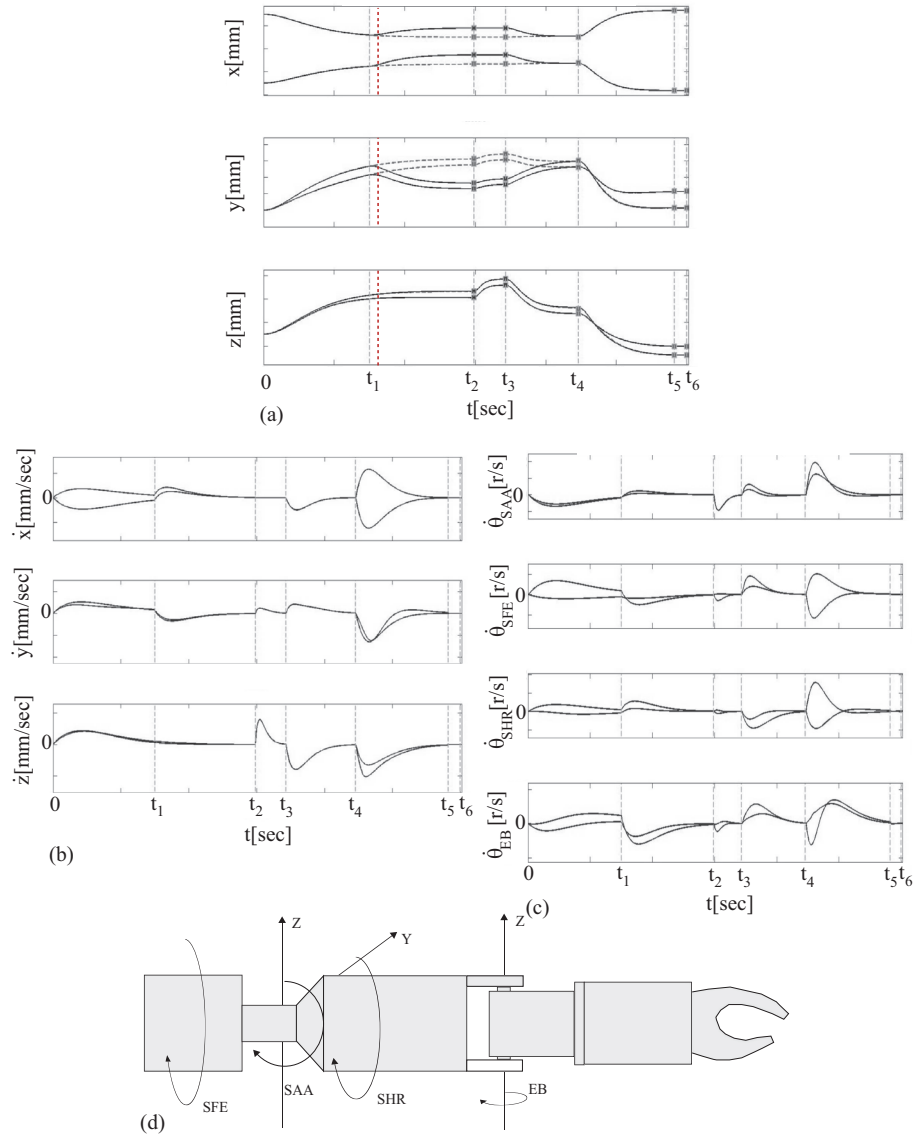 x[mm]
y[mm]
z[mm]
0 t1 t2 t3 t4 t5 t6
t[sec]
(a)
0
ẋ[mm/sec]
0
ẏ[mm/sec]
0
ż[mm/sec]
0 t1 t2 t3 t4 t5 t6
t[sec]
(b)
0
θ̇SAA[r/s]
0
θ̇SFE[r/s]
0
θ̇SHR[r/s]
0
θ̇EB [r/s]
0 t1 t2 t3 t4 t5 t6
t[sec]
(c)
Z
Y
Z
SFE
SAA
SHR
EB
(d)